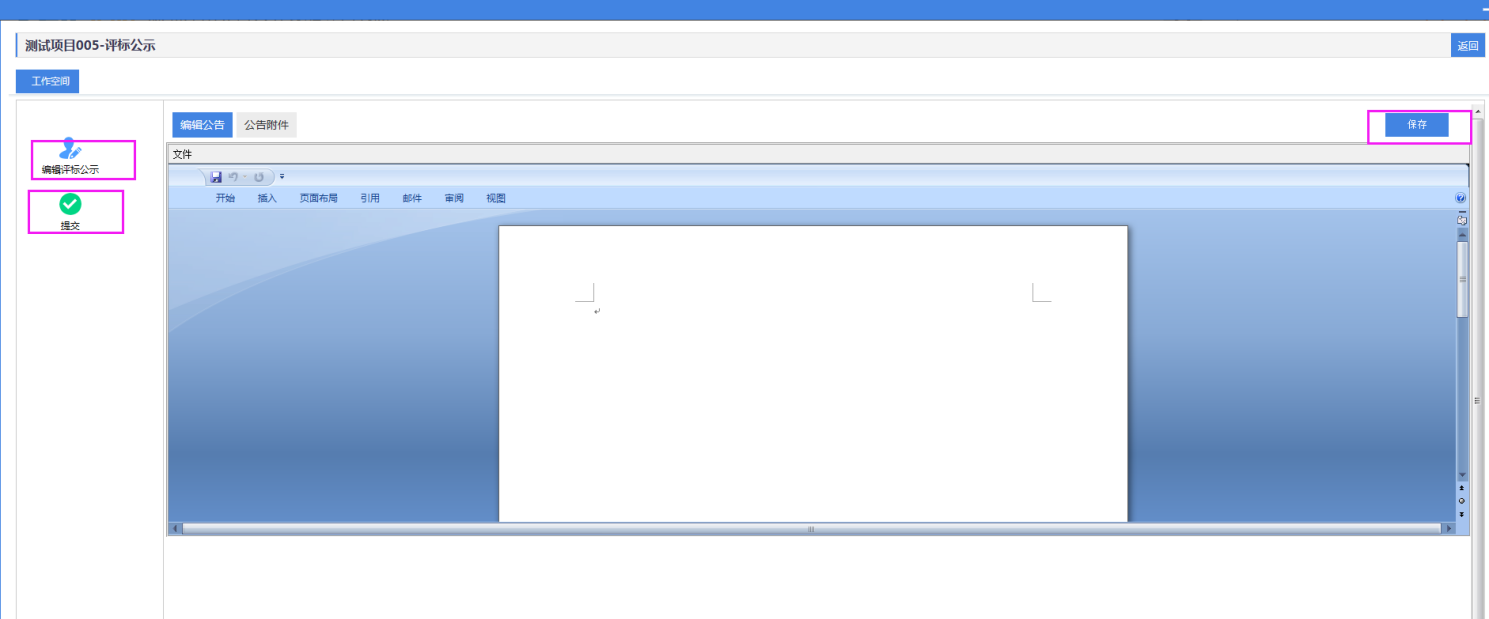 测试项目005-评标公示
返回
工作空间
编辑公告 公告附件
保存
编辑评标公示
提交
文件
开始 插入 页面布局 引用 邮件 审阅 视图